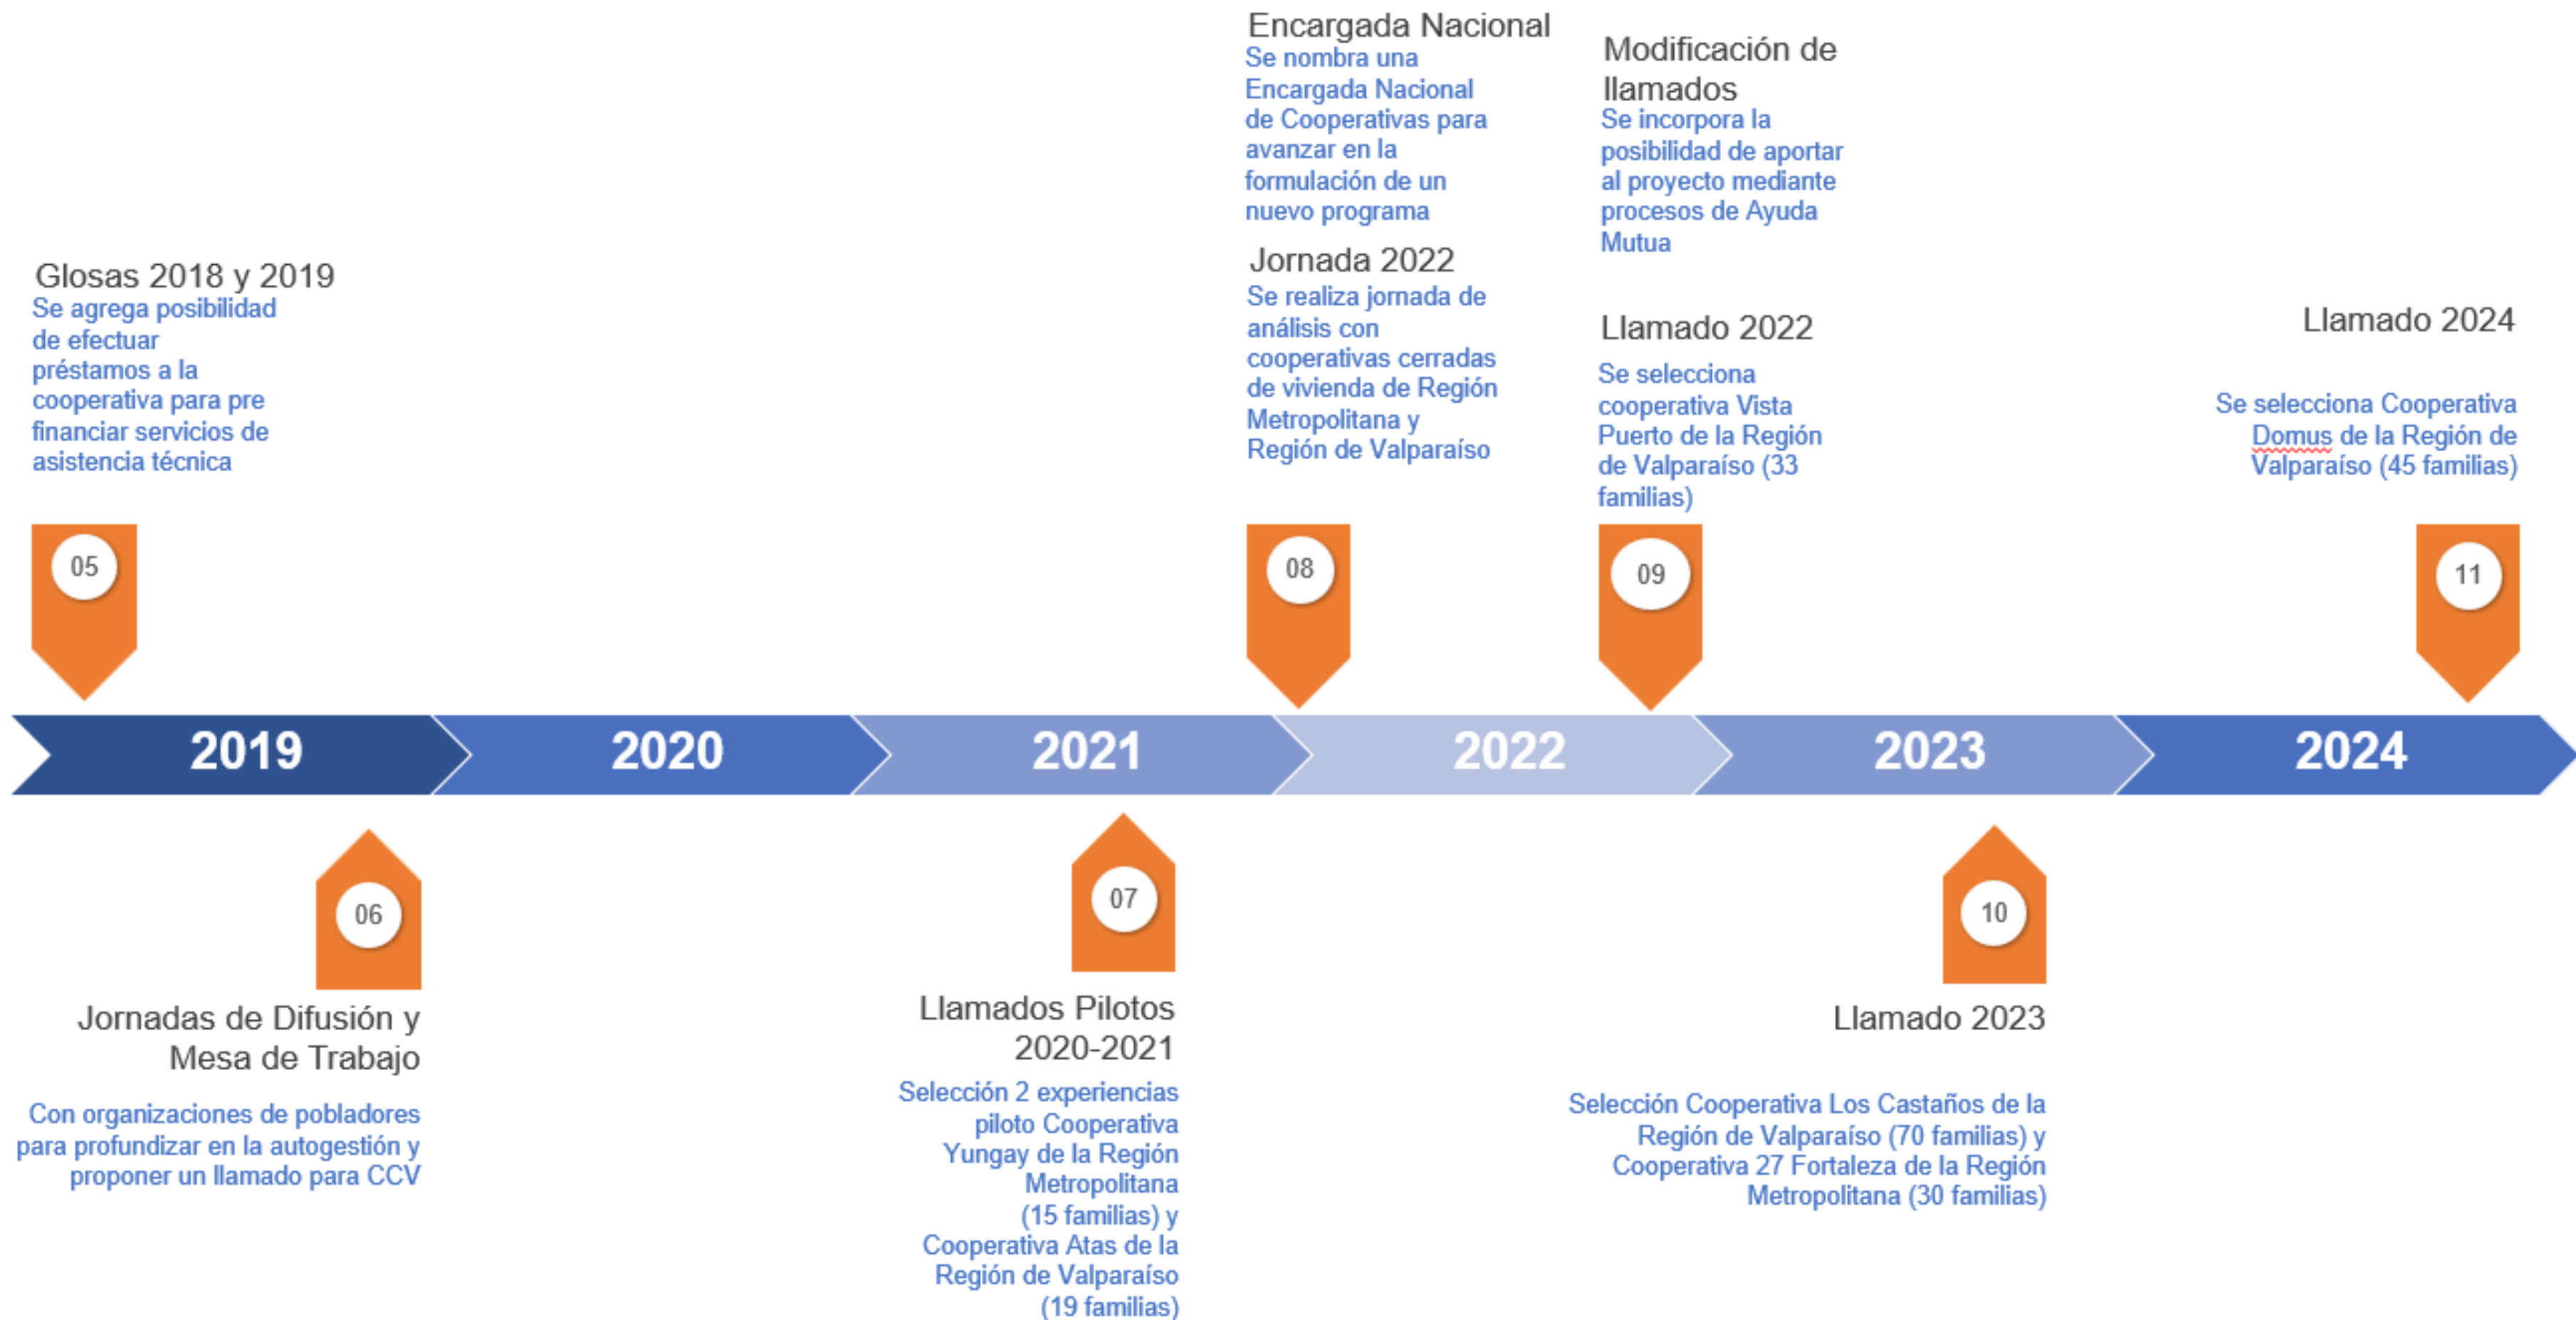 Glosas 2018 y 2019
Se agrega posibilidad
de efectuar
préstamos a la
cooperativa para pre
financiar servicios de
asistencia técnica
05
Encargada Nacional
Se nombra una
Encargada Nacional
de Cooperativas para
avanzar en la
formulación de un
nuevo programa
Jornada 2022
Se realiza jornada de
análisis con
cooperativas cerradas
de vivienda de Región
Metropolitana y
Región de Valparaíso
08
Modificación de
llamados
Se incorpora la
posibilidad de aportar
al proyecto mediante
procesos de Ayuda
Mutua
Llamado 2022
Se selecciona
cooperativa Vista
Puerto de la Región
de Valparaíso (33
familias)
09
Llamado 2024
Se selecciona Cooperativa
Domus de la Región de
Valparaíso (45 familias)
11
2019
2020
2021
2022
2023
2024
06
Jornadas de Difusión y
Mesa de Trabajo
Con organizaciones de pobladores
para profundizar en la autogestión y
proponer un llamado para CCV
07
Llamados Pilotos
2020-2021
Selección 2 experiencias
piloto Cooperativa
Yungay de la Región
Metropolitana
(15 familias) y
Cooperativa Atas de la
Región de Valparaíso
(19 familias)
10
Llamado 2023
Selección Cooperativa Los Castaños de la
Región de Valparaíso (70 familias) y
Cooperativa 27 Fortaleza de la Región
Metropolitana (30 familias)